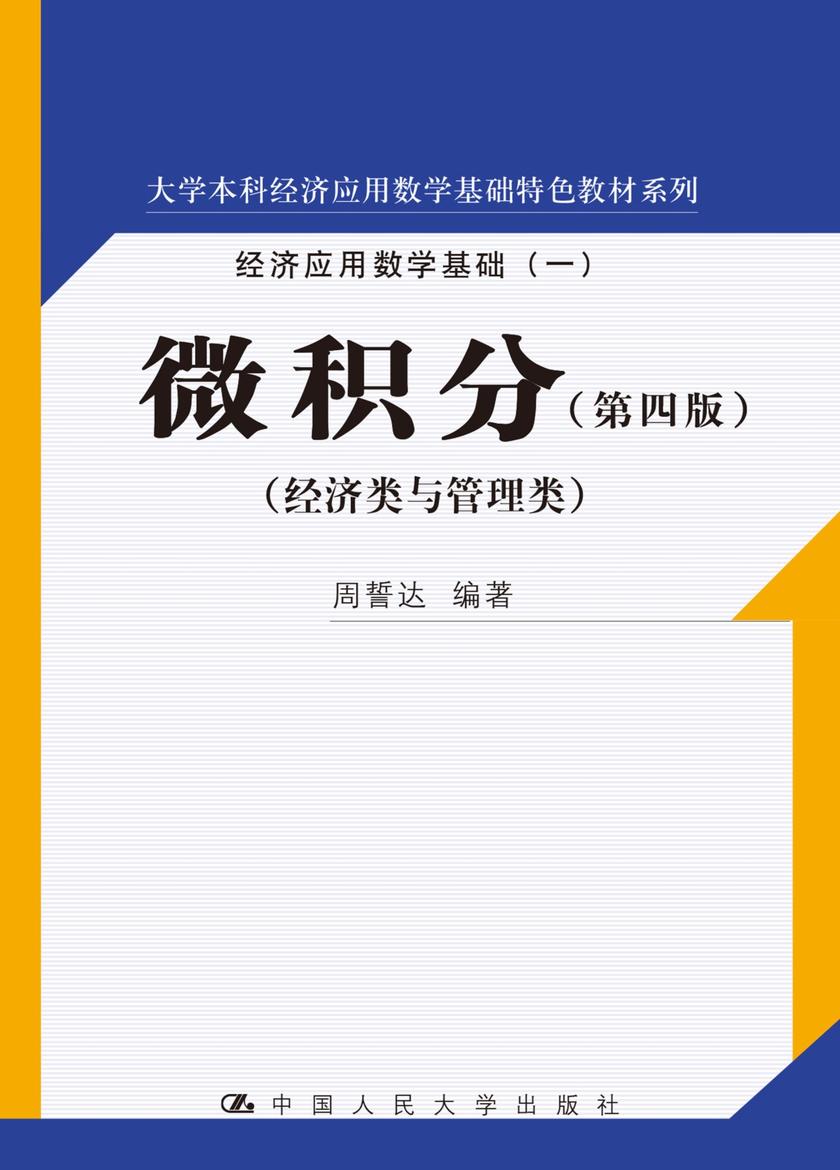 大学本科经济应用数学基础特色教材系列
经济应用数学基础（一）
微积分（第四版）
（经济类与管理类）
周誓达 编著
中国人民大学出版社